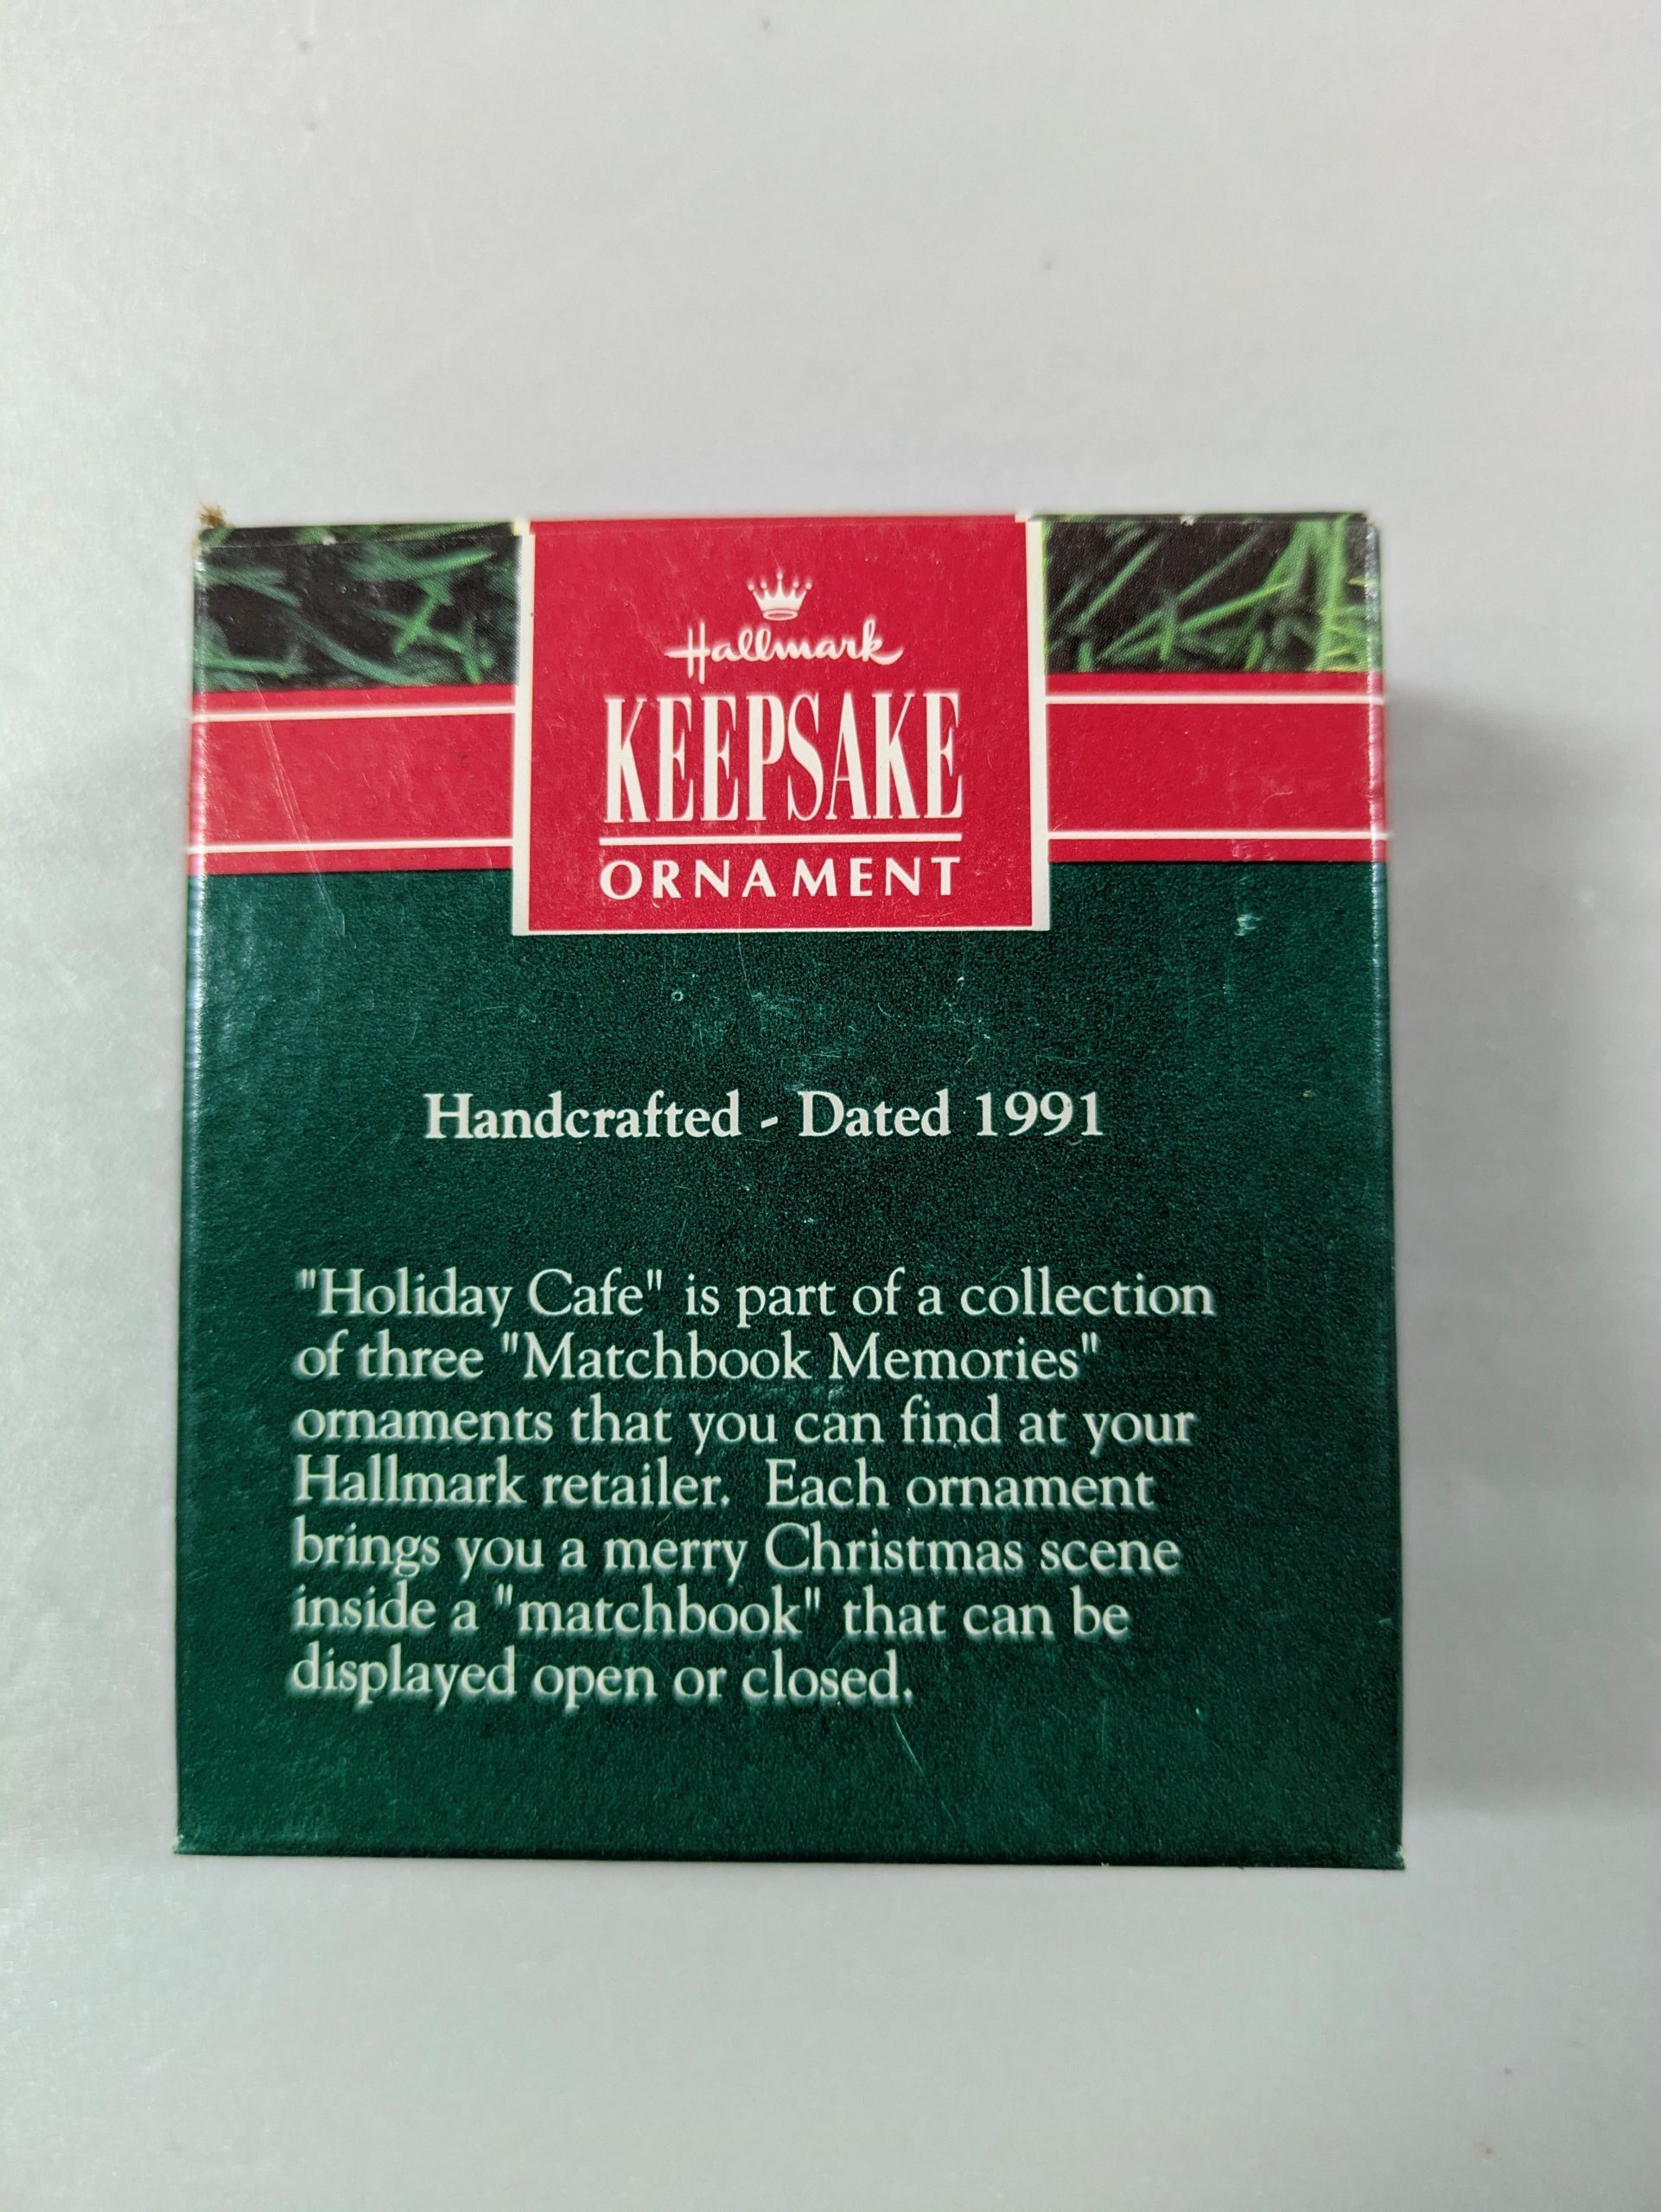 Hallmark
KEEPSAKE
ORNAMENT
Handcrafted - Dated 1991
"Holiday Cafe" is part of a collection
of three "Matchbook Memories"
ornaments that you can find at your
Hallmark retailer.  Each ornament
brings you a merry Christmas scene
inside a "matchbook" that can be
displayed open or closed.